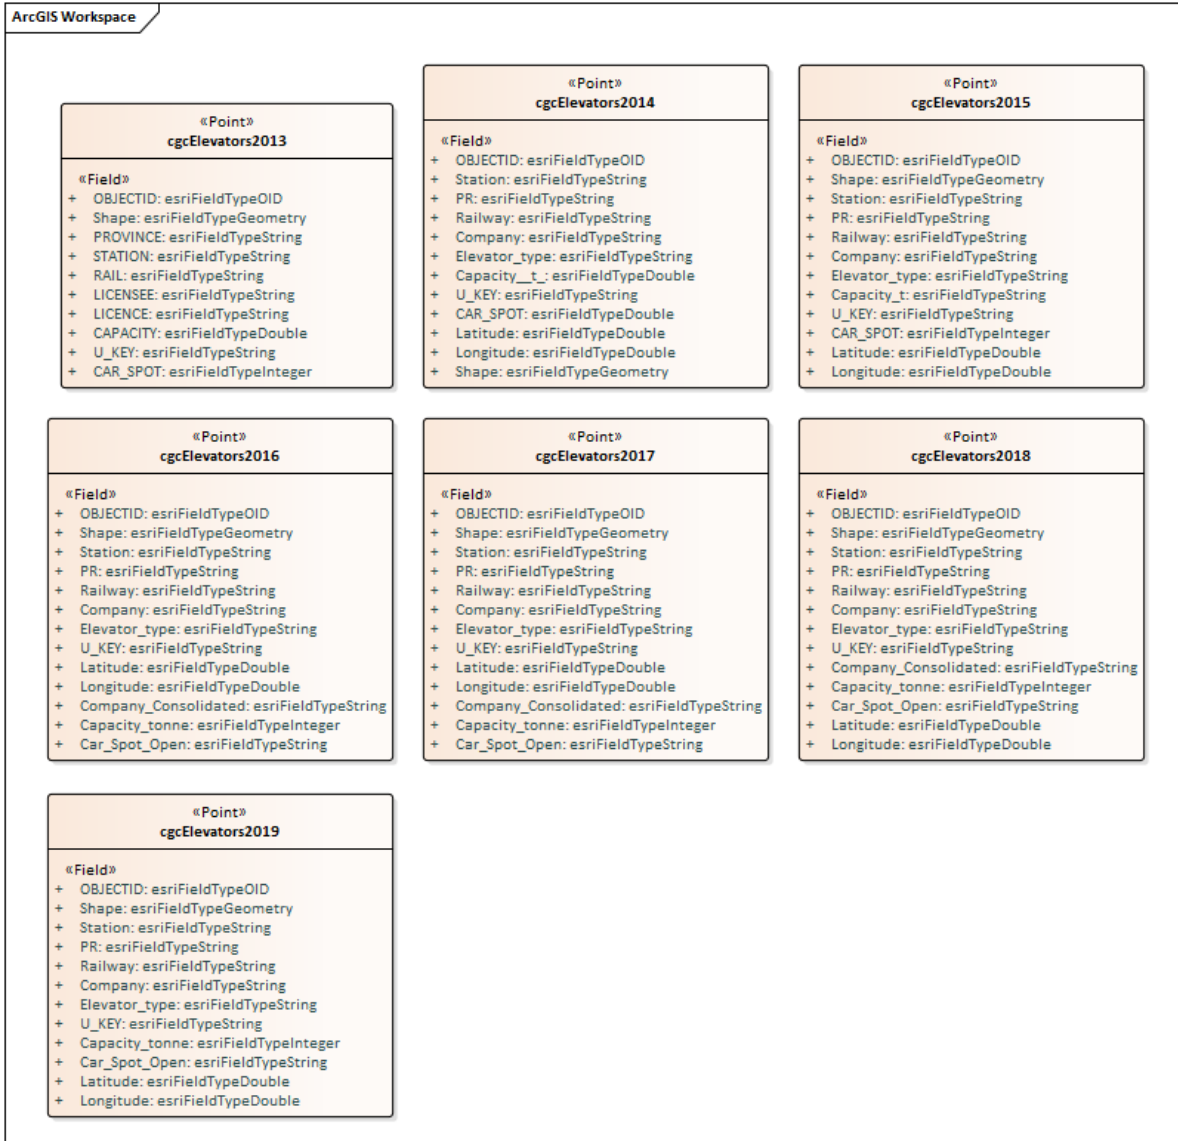 ArcGIS Workspace
«Point»
cgcElevators2013
«Field»
+ OBJECTID: esriFieldTypeOID
+ Shape: esriFieldTypeGeometry
+ PROVINCE: esriFieldTypeString
+ STATION: esriFieldTypeString
+ RAIL: esriFieldTypeString
+ LICENSEE: esriFieldTypeString
+ LICENCE: esriFieldTypeString
+ CAPACITY: esriFieldTypeDouble
+ U_KEY: esriFieldTypeString
+ CAR_SPOT: esriFieldTypeInteger
«Point»
cgcElevators2014
«Field»
+ OBJECTID: esriFieldTypeOID
+ Station: esriFieldTypeString
+ PR: esriFieldTypeString
+ Railway: esriFieldTypeString
+ Company: esriFieldTypeString
+ Elevator_type: esriFieldTypeString
+ Capacity__t_: esriFieldTypeDouble
+ U_KEY: esriFieldTypeString
+ CAR_SPOT: esriFieldTypeDouble
+ Latitude: esriFieldTypeDouble
+ Longitude: esriFieldTypeDouble
+ Shape: esriFieldTypeGeometry
«Point»
cgcElevators2015
«Field»
+ OBJECTID: esriFieldTypeOID
+ Shape: esriFieldTypeGeometry
+ Station: esriFieldTypeString
+ PR: esriFieldTypeString
+ Railway: esriFieldTypeString
+ Company: esriFieldTypeString
+ Elevator_type: esriFieldTypeString
+ Capacity_t: esriFieldTypeString
+ U_KEY: esriFieldTypeString
+ CAR_SPOT: esriFieldTypeInteger
+ Latitude: esriFieldTypeDouble
+ Longitude: esriFieldTypeDouble
«Point»
cgcElevators2016
«Field»
+ OBJECTID: esriFieldTypeOID
+ Shape: esriFieldTypeGeometry
+ Station: esriFieldTypeString
+ PR: esriFieldTypeString
+ Railway: esriFieldTypeString
+ Company: esriFieldTypeString
+ Elevator_type: esriFieldTypeString
+ U_KEY: esriFieldTypeString
+ Latitude: esriFieldTypeDouble
+ Longitude: esriFieldTypeDouble
+ Company_Consolidated: esriFieldTypeString
+ Capacity_tonne: esriFieldTypeInteger
+ Car_Spot_Open: esriFieldTypeString
«Point»
cgcElevators2017
«Field»
+ OBJECTID: esriFieldTypeOID
+ Shape: esriFieldTypeGeometry
+ Station: esriFieldTypeString
+ PR: esriFieldTypeString
+ Railway: esriFieldTypeString
+ Company: esriFieldTypeString
+ Elevator_type: esriFieldTypeString
+ U_KEY: esriFieldTypeString
+ Latitude: esriFieldTypeDouble
+ Longitude: esriFieldTypeDouble
+ Company_Consolidated: esriFieldTypeString
+ Capacity_tonne: esriFieldTypeInteger
+ Car_Spot_Open: esriFieldTypeString
«Point»
cgcElevators2018
«Field»
+ OBJECTID: esriFieldTypeOID
+ Shape: esriFieldTypeGeometry
+ Station: esriFieldTypeString
+ PR: esriFieldTypeString
+ Railway: esriFieldTypeString
+ Company: esriFieldTypeString
+ Elevator_type: esriFieldTypeString
+ U_KEY: esriFieldTypeString
+ Company_Consolidated: esriFieldTypeString
+ Capacity_tonne: esriFieldTypeInteger
+ Car_Spot_Open: esriFieldTypeString
+ Latitude: esriFieldTypeDouble
+ Longitude: esriFieldTypeDouble
«Point»
cgcElevators2019
«Field»
+ OBJECTID: esriFieldTypeOID
+ Shape: esriFieldTypeGeometry
+ Station: esriFieldTypeString
+ PR: esriFieldTypeString
+ Railway: esriFieldTypeString
+ Company: esriFieldTypeString
+ Elevator_type: esriFieldTypeString
+ U_KEY: esriFieldTypeString
+ Capacity_tonne: esriFieldTypeInteger
+ Car_Spot_Open: esriFieldTypeString
+ Latitude: esriFieldTypeDouble
+ Longitude: esriFieldTypeDouble